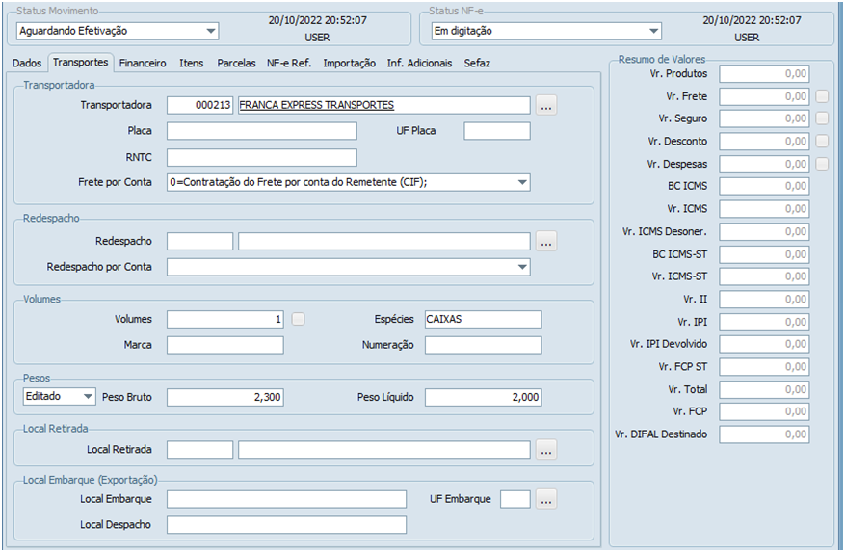 Status Movimento
Aguardando Efetivação
20/10/2022 20:52:07
USER
Status NF-e
Em digitação
20/10/2022 20:52:07
USER
Dados Transportes Financeiro Itens Parcelas NF-e Ref. Importação Inf. Adicionais Sefaz
Transportadora
Transportadora 000213 FRANCA EXPRESS TRANSPORTES ...
Placa UF Placa
RNTC
Frete por Conta 0=Contratação do Frete por conta do Remetente (CIF);
Redespacho
Redespacho ...
Redespacho por Conta
Volumes
Volumes 1 Espécies CAIXAS
Marca Numeração
Pesos
Editado Peso Bruto 2,300 Peso Líquido 2,000
Local Retirada
Local Retirada ...
Local Embarque (Exportação)
Local Embarque UF Embarque ...
Local Despacho
Resumo de Valores
Vr. Produtos 0,00
Vr. Frete 0,00
Vr. Seguro 0,00
Vr. Desconto 0,00
Vr. Despesas 0,00
BC ICMS 0,00
Vr. ICMS 0,00
Vr. ICMS Desoner. 0,00
BC ICMS-ST 0,00
Vr. ICMS-ST 0,00
Vr. II 0,00
Vr. IPI 0,00
Vr. IPI Devolvido 0,00
Vr. FCP ST 0,00
Vr. Total 0,00
Vr. FCP 0,00
Vr. DIFAL Destinado 0,00